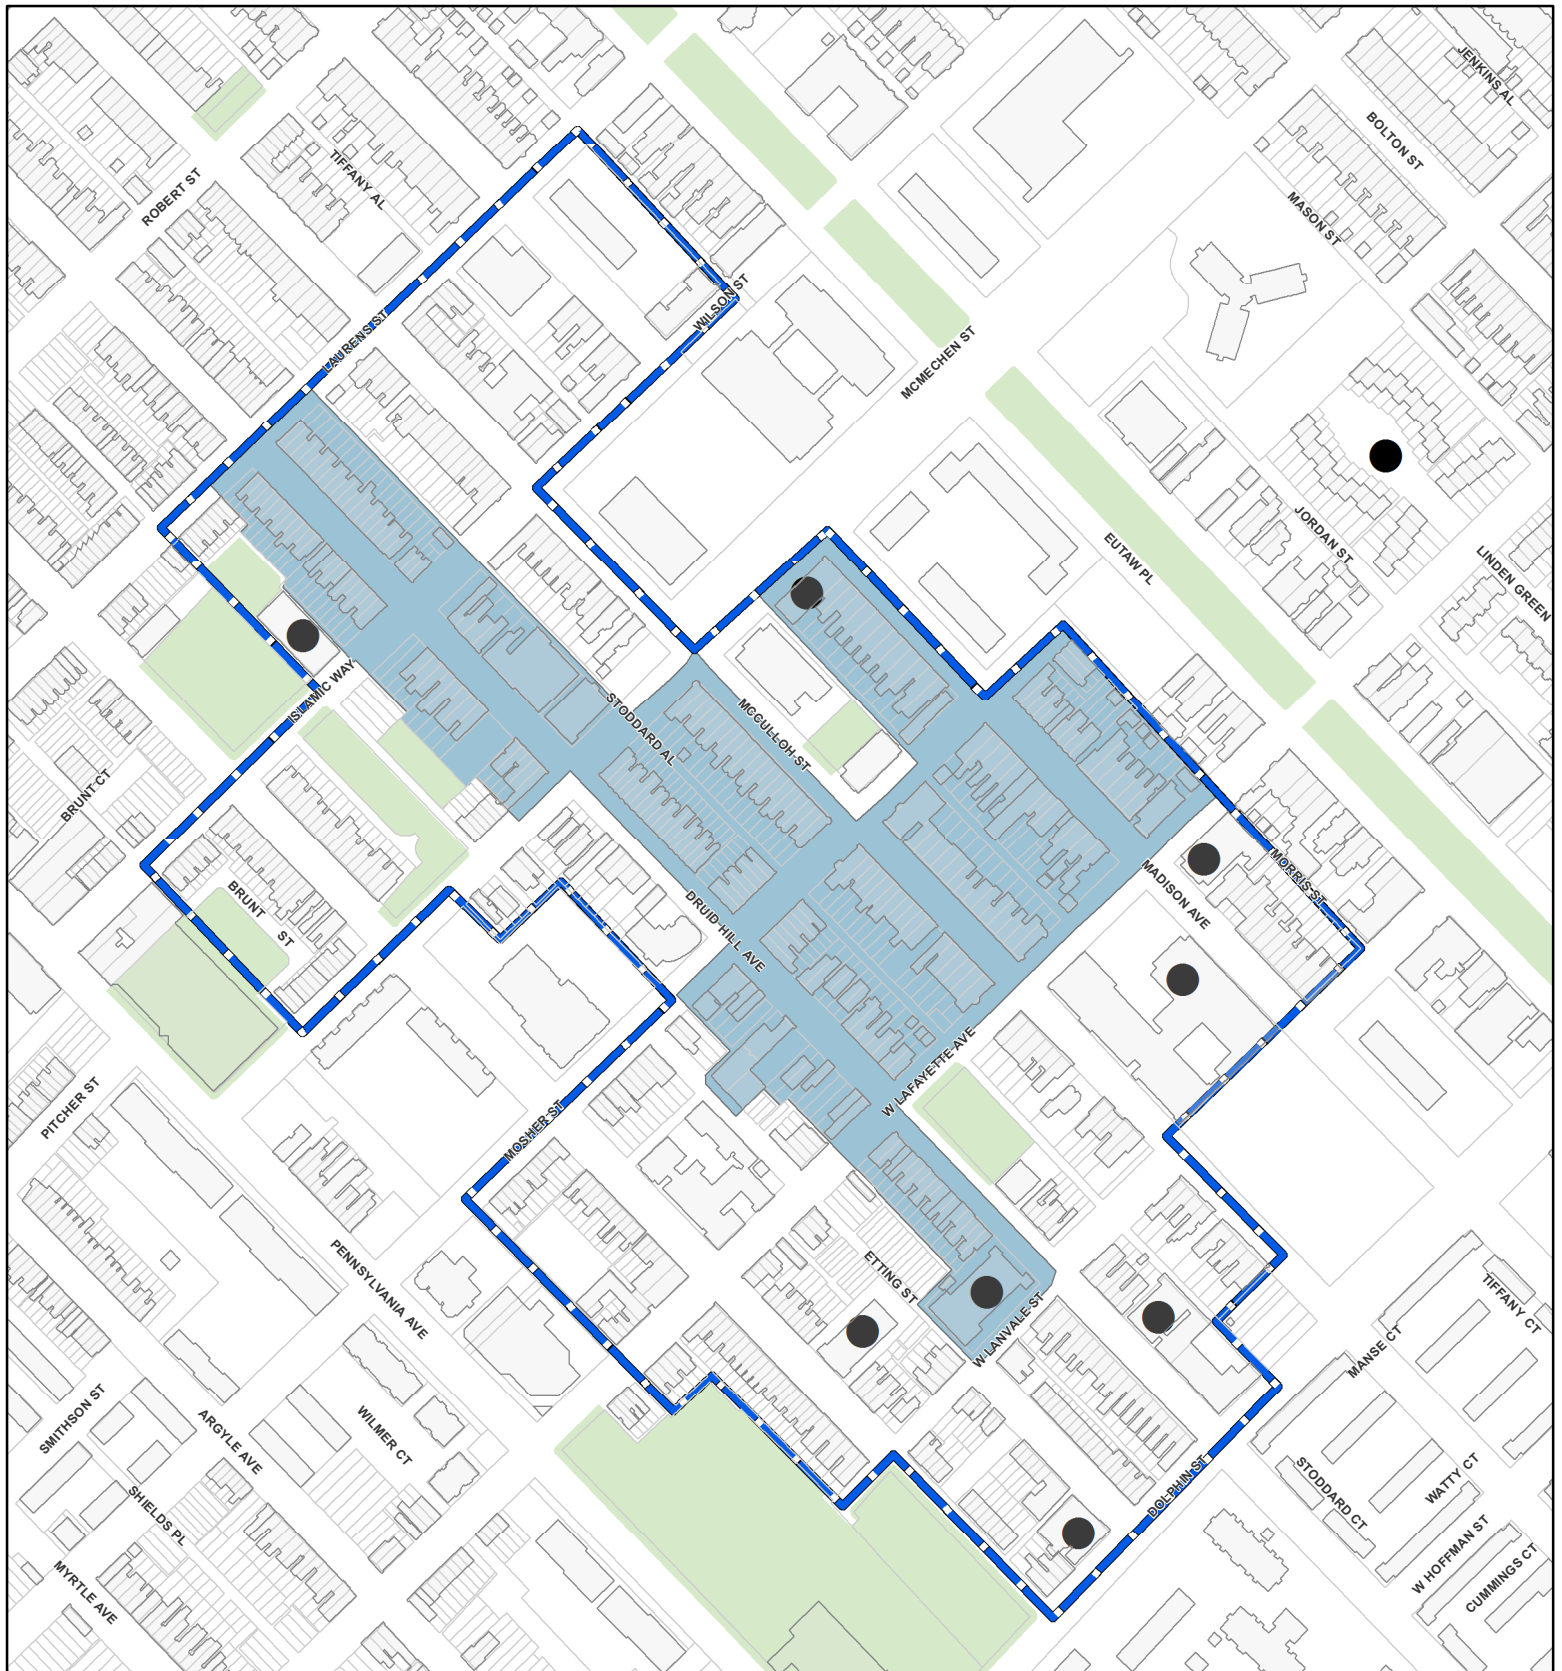 JENKINS AL
BOLTON ST
TIFFANY AL
ROBERT ST
MASON ST
WILSON ST
LAURENS ST
MCMECHEN ST
JORDAN ST
EUTAW PL
LINDEN GREEN
ISLAMIC WAY
STODDARD AL
MCCULLOH ST
BRUNT CT
MORRIS ST
MADISON AVE
BRUNT
ST
DRUID HILL AVE
W LAFAYETTE AVE
PITCHER ST
MOSHER ST
ETTING ST
PENNSYLVANIA AVE
W LANVALE ST
TIFFANY CT
MANSE CT
SMITHSON ST
ARGYLE AVE
WILMER CT
DOLPHIN ST
STODDARD CT
WATTY CT
SHIELDS PL
W HOFFMAN ST
CUMMINGS CT
MYRTLE AVE